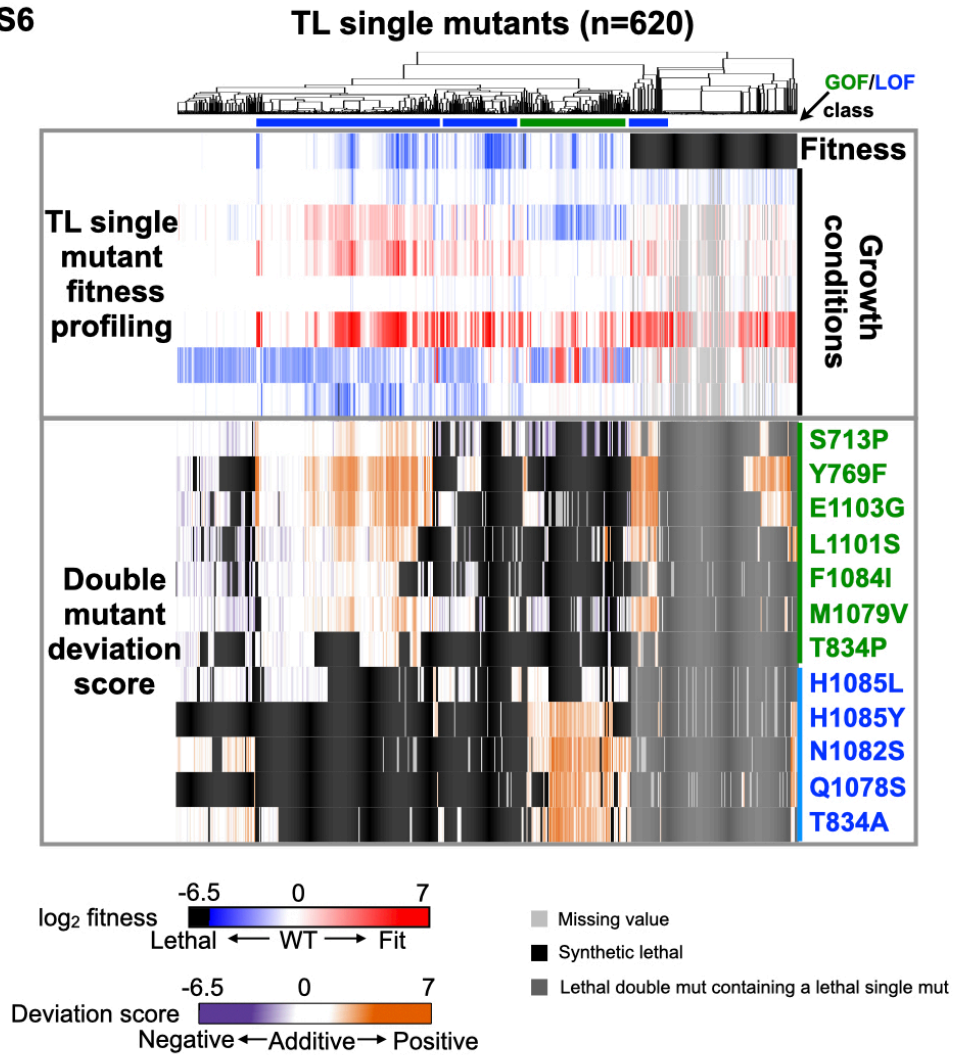 S6
TL single mutants (n=620)
GOF/LOF
class
Fitness
TL single
mutant
fitness
profiling
Growth
conditions
S713P
Y769F
E1103G
L1101S
F1084I
M1079V
T834P
Double
mutant
deviation
score
H1085L
H1085Y
N1082S
Q1078S
T834A
-6.5 0 7
log2 fitness
Lethal ← WT → Fit
-6.5 0 7
Deviation score
Negative ← Additive → Positive
Missing value
Synthetic lethal
Lethal double mut containing a lethal single mut